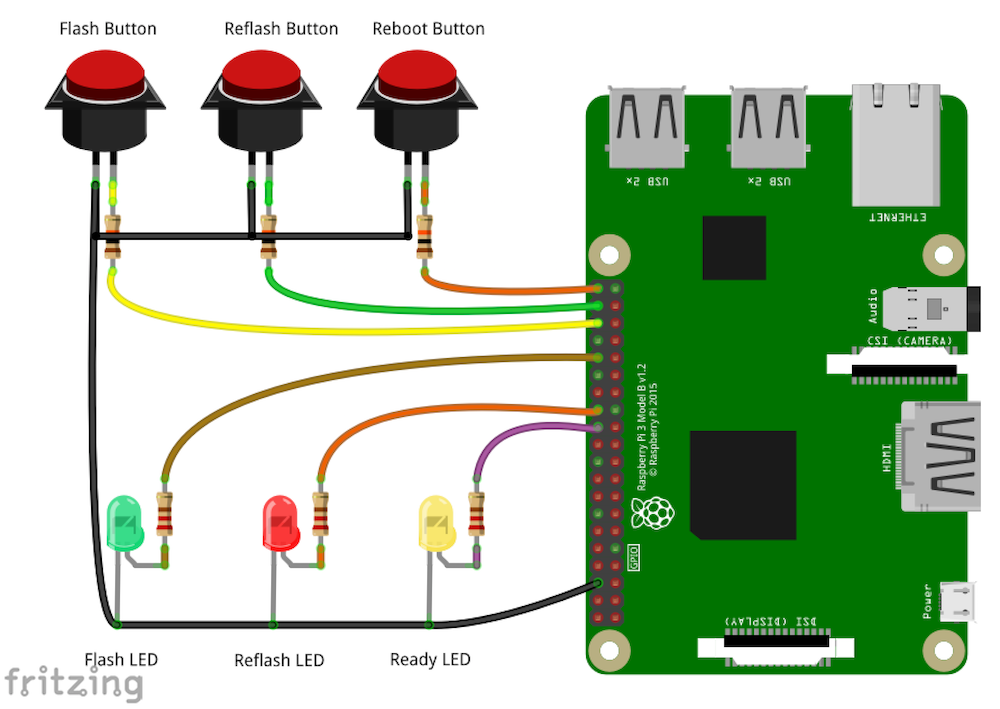 Flash Button
Reflash Button
Reboot Button
USB 2x
USB 2x
ETHERNET
Audio
CSI (CAMERA)
Raspberry Pi 3 Model B v1.2
© Raspberry Pi 2015
HDMI
GPIO
Power
DSI (DISPLAY)
Flash LED
Reflash LED
Ready LED
fritzing